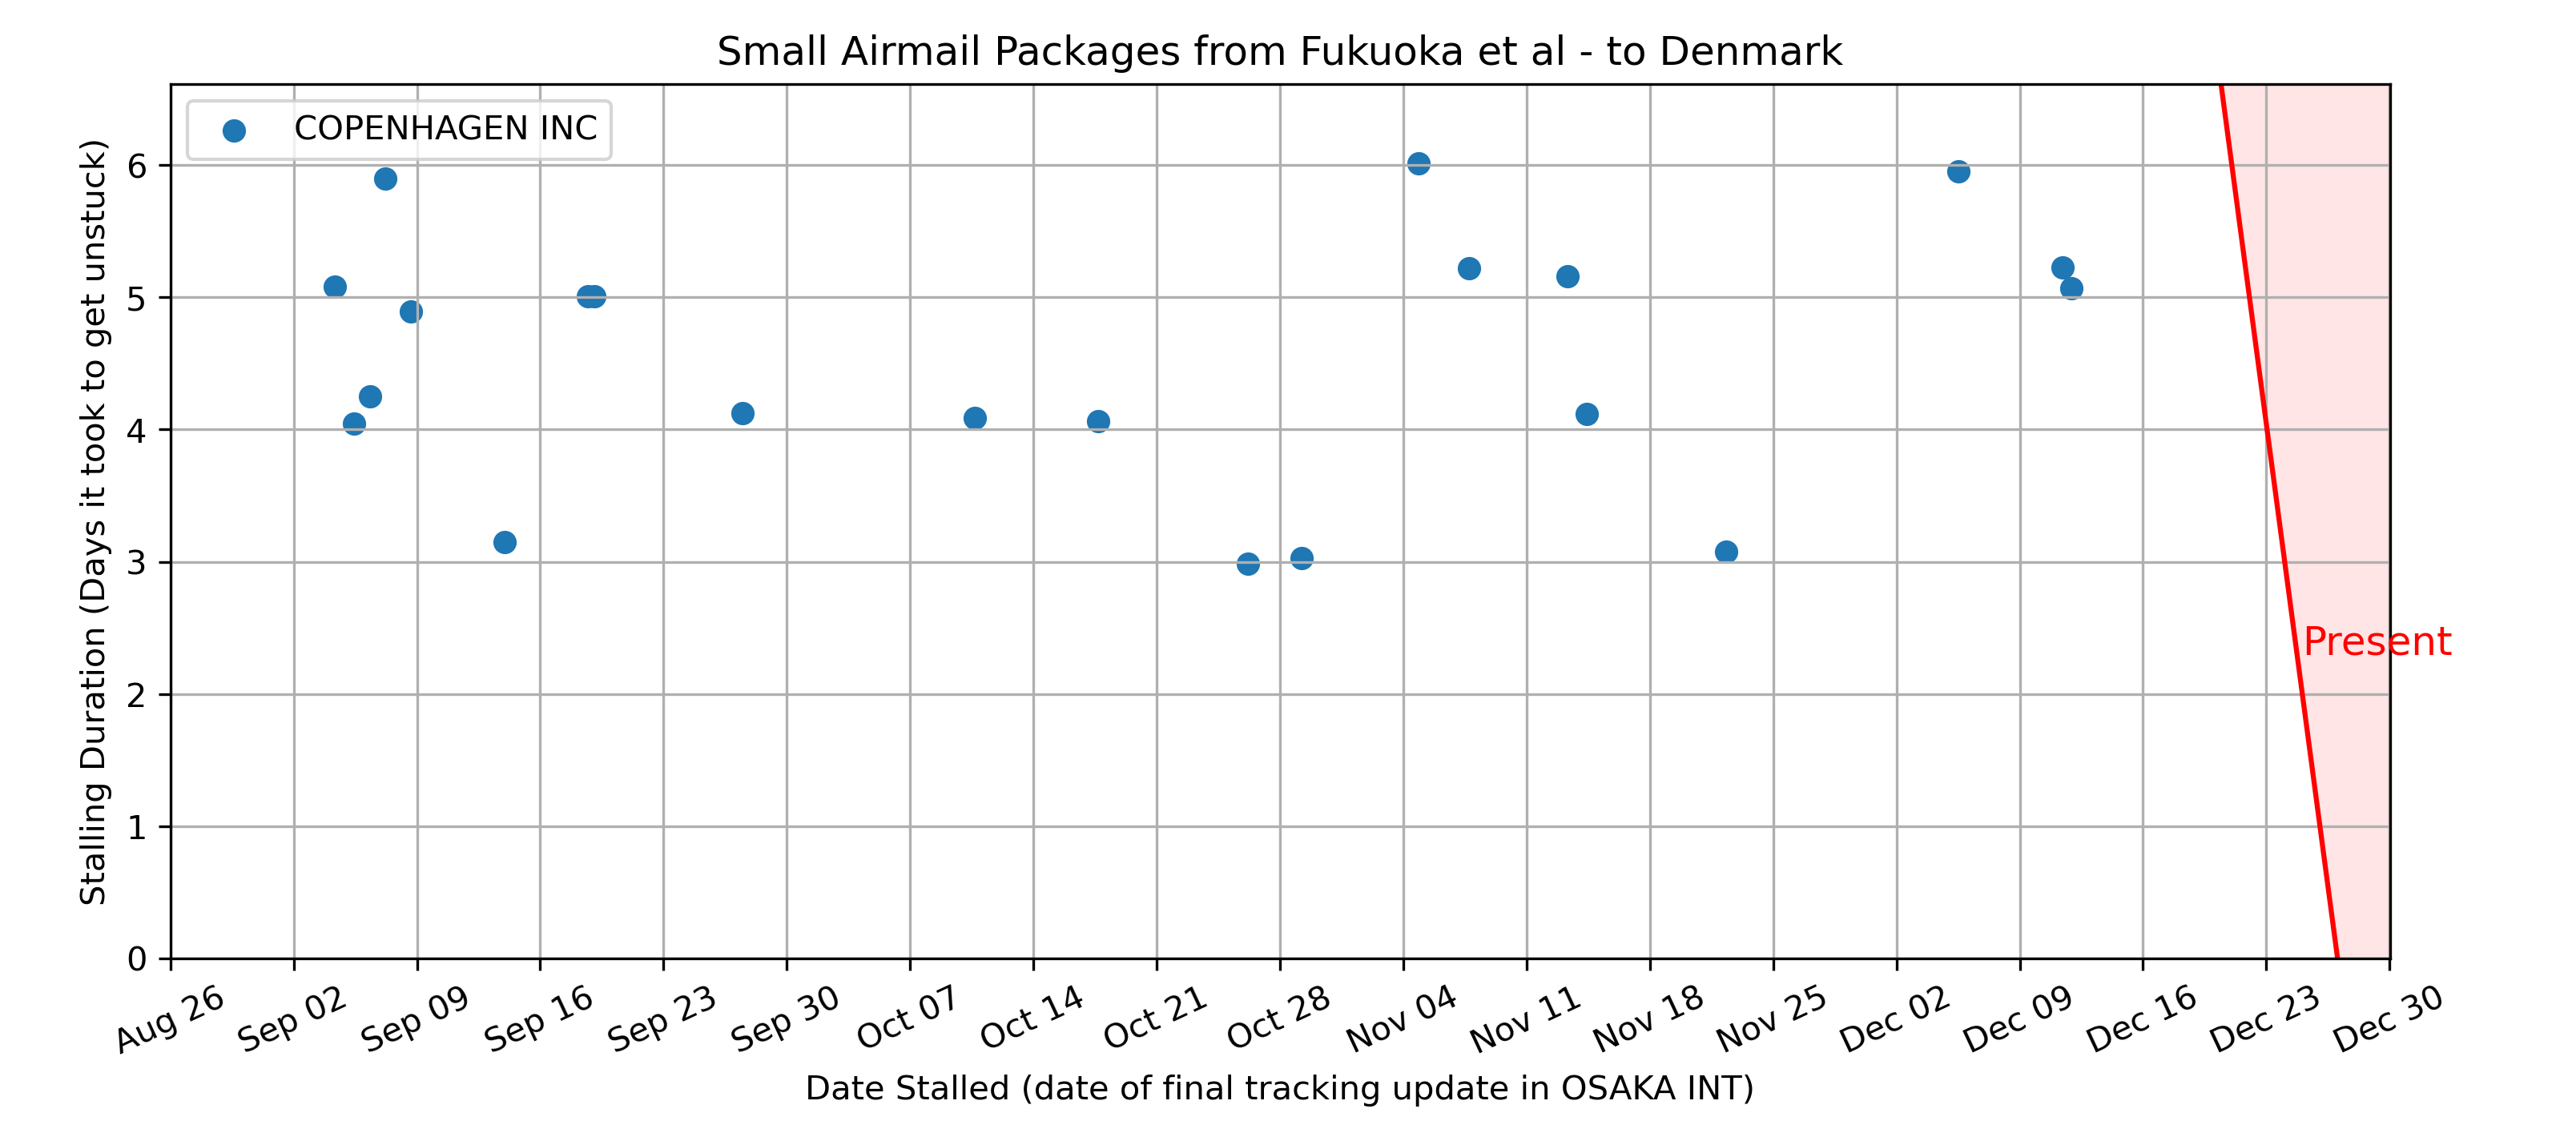 Small Airmail Packages from Fukuoka et al - to Denmark
COPENHAGEN INC
Stalling Duration (Days it took to get unstuck)
6
5
4
3
2
1
0
Present
Aug 26
Sep 02
Sep 09
Sep 16
Sep 23
Sep 30
Oct 07
Oct 14
Oct 21
Oct 28
Nov 04
Nov 11
Nov 18
Nov 25
Dec 02
Dec 09
Dec 16
Dec 23
Dec 30
Date Stalled (date of final tracking update in OSAKA INT)